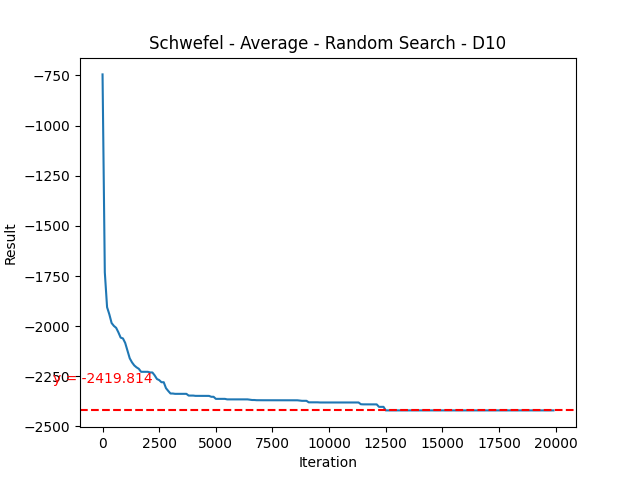 Schwefel - Average - Random Search - D10
Result
−750
−1000
−1250
−1500
−1750
−2000
−2250
y = -2419.814
−2500
0 2500 5000 7500 10000 12500 15000 17500 20000
Iteration